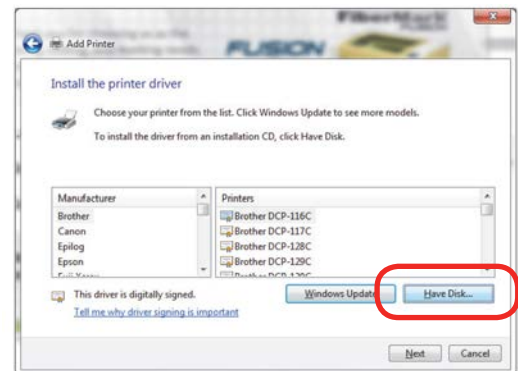 FiberMark
FUSION
Add Printer
Install the printer driver
Choose your printer from the list. Click Windows Update to see more models.
To install the driver from an installation CD, click Have Disk.
Manufacturer
Brother
Canon
Epilog
Epson
Printers
Brother DCP-116C
Brother DCP-117C
Brother DCP-128C
Brother DCP-129C
This driver is digitally signed.
Tell me why driver signing is important
Windows Update
Have Disk...
Next
Cancel